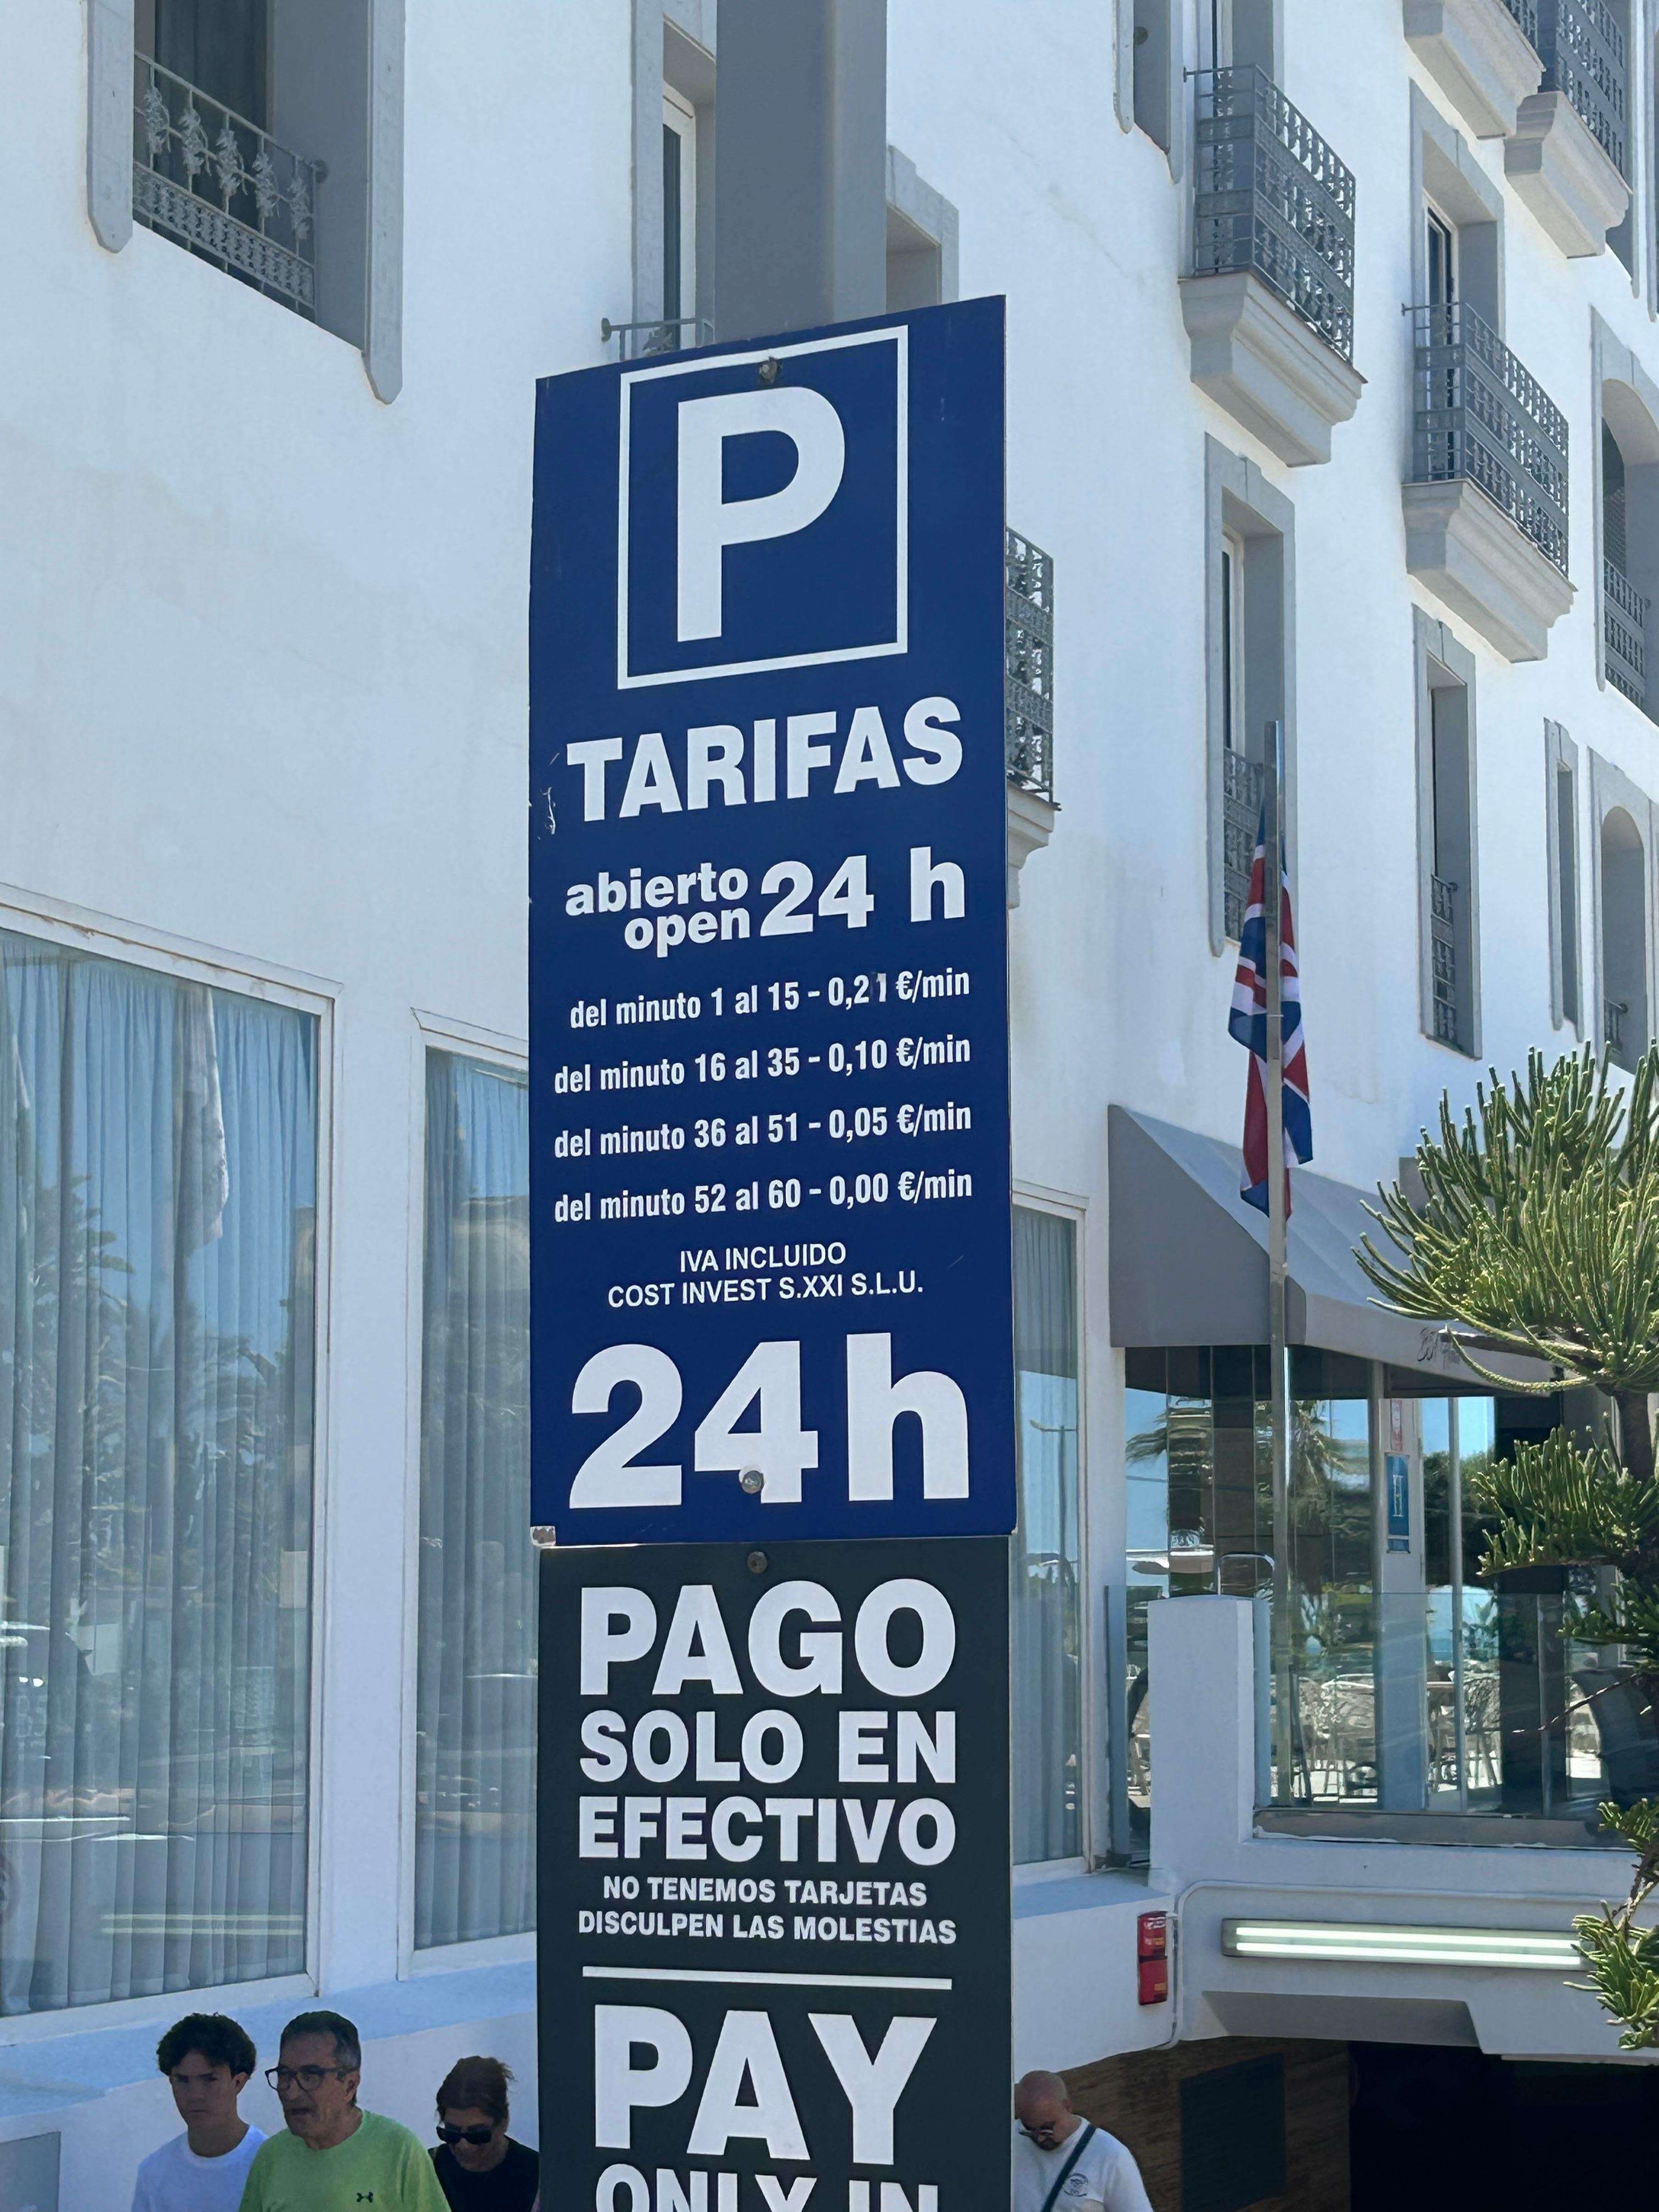 P
TARIFAS
abierto
open 24 h
del minuto 1 al 15 - 0,21 €/min
del minuto 16 al 35 - 0,10 €/min
del minuto 36 al 51 - 0,05 €/min
del minuto 52 al 60 - 0,00 €/min
IVA INCLUIDO
COST INVEST S.XXI S.L.U.
24h
PAGO
SOLO EN
EFECTIVO
NO TENEMOS TARJETAS
DISCULPEN LAS MOLESTIAS
PAY
ONLY IN
H